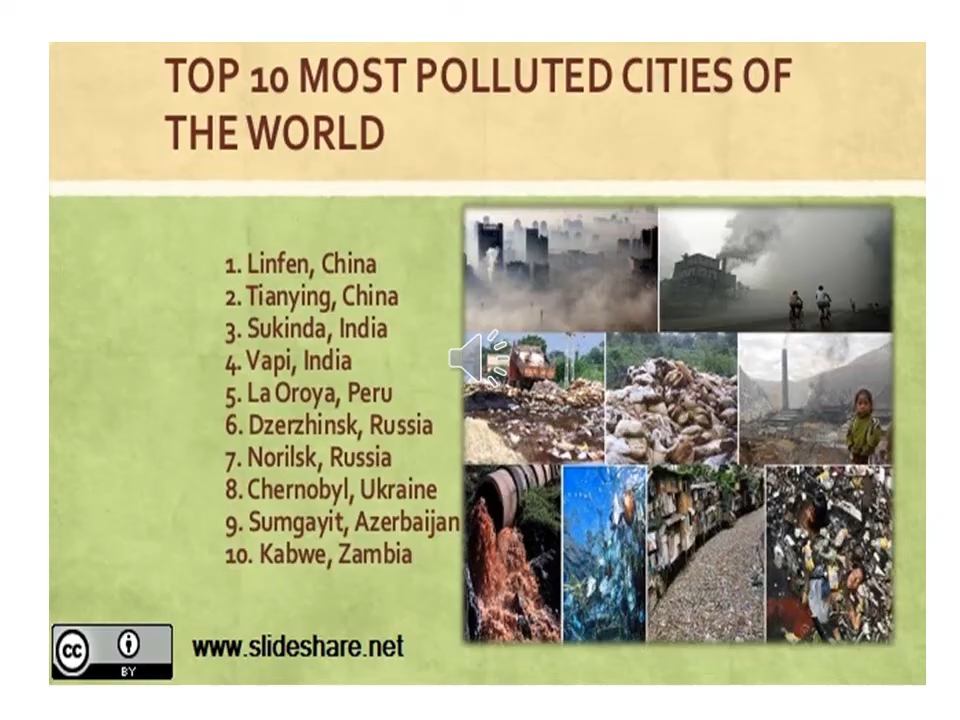 TOP 10 MOST POLLUTED CITIES OF
THE WORLD
1. Linfen, China
2. Tianying, China
3. Sukinda, India
4. Vapi, India
5. La Oroya, Peru
6. Dzerzhinsk, Russia
7. Norilsk, Russia
8. Chernobyl, Ukraine
9. Sumgayit, Azerbaijan
10. Kabwe, Zambia
cc
BY
www.slideshare.net